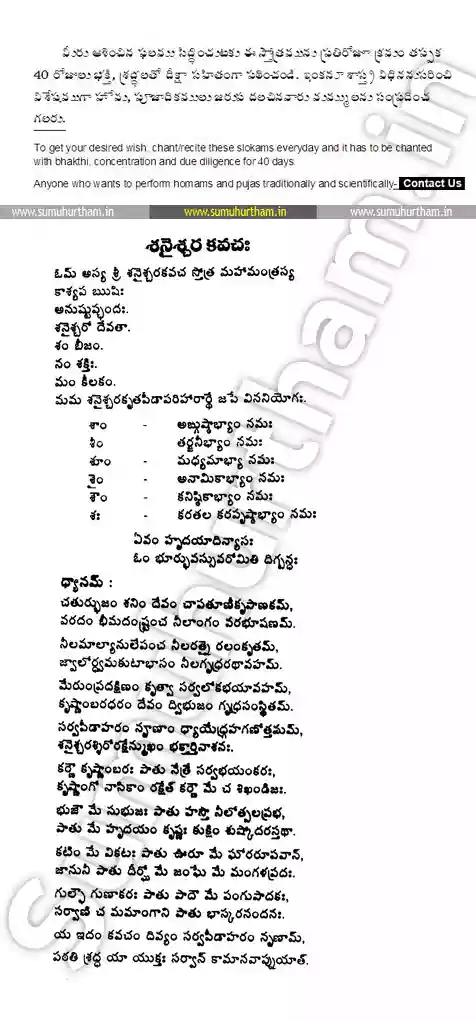 మీరు ఆశించిన ఫలము సిద్ధించుటకు ఈ స్తోత్రమును ప్రతిరోజూ క్రమం తప్పక
40 రోజులు భక్తి, శ్రద్ధలతో దీక్షా సహితంగా పఠించండి. ఇంకనూ శాస్త్ర విధిననుసరించి
విశేషముగా హోమ, పూజాదికములు జరుప దలచినవారు మమ్ములను సంప్రదించ
గలరు.
To get your desired wish, chant/recite these slokams everyday and it has to be chanted
with bhakthi, concentration and due diligence for 40 days.
Anyone who wants to perform homams and pujas traditionally and scientifically- Contact Us
www.sumuhurtham.in www.sumuhurtham.in www.sumuhurtham.in
శనైశ్చర కవచః
ఓమ్ అస్య శ్రీ శనైశ్చరకవచ స్తోత్ర మహామంత్రస్య
కాశ్యప ఋషిః
అనుష్టుప్ఛందః.
శనైశ్చరో దేవతా.
శం బీజం.
నం శక్తిః.
మం కీలకం.
మమ శనైశ్చరకృతపీడాపరిహారార్థే జపే విననియోగః.
శాం - అఙ్గుష్ఠాభ్యాం నమః
శీం - తర్జనీభ్యాం నమః
శూం - మధ్యమాభ్యా నమః
శైం - అనామికాభ్యాం నమః
శౌం - కనిష్ఠికాభ్యాం నమః
శః - కరతల కరపృష్ఠాభ్యాం నమః
ఏవం హృదయాదిన్యాసః
ఓం భూర్భువస్సువరోమితి దిగ్బన్ధః
ధ్యానమ్ :
చతుర్భుజం శనిం దేవం చాపతూణీకృపాణకమ్,
వరదం భీమదంష్ట్రంచ నీలాంగం వరభూషణమ్.
నీలమాల్యానులేపంచ నీలరత్నై రలంకృతమ్,
జ్వాలోర్ధ్వమకుటాభాసం నీలగృధ్రరథావహమ్.
మేరుంప్రదక్షిణం కృత్వా సర్వలోకభయావహమ్,
కృష్ణాంబరధరం దేవం ద్విభుజం గృధ్రసంస్థితమ్.
సర్వపీడాహరం నౄణాం ధ్యాయేద్గ్రహగణోత్తమమ్,
శనైశ్చరశ్శిరోరక్షేన్ముఖం భక్తార్తినాశనః.
కర్ణౌ కృష్ణాంబరః పాతు నేత్రే సర్వభయంకరః,
కృష్ణాంగో నాసికాం రక్షేత్ కర్ణౌ మే చ శిఖండిజః.
భుజౌ మే సుభుజః పాతు హస్తౌ నీలోత్పలప్రభ,
పాతు మే హృదయం కృష్ణః కుక్షిం శుష్కోదరస్తథా.
కటిం మే వికటః పాతు ఊరూ మే ఘోరరూపవాన్,
జానునీ పాతు దీర్ఘో మే జంఘే మే మంగళప్రదః.
గుల్ఫౌ గుణాకరః పాతు పాదౌ మే పంగుపాదకః,
సర్వాణి చ మమాంగాని పాతు భాస్కరనందనః.
య ఇదం కవచం దివ్యం సర్వపీడాహరం నృణామ్,
పఠతి శ్రద్ధ యా యుక్తః సర్వాన్ కామానవాప్నుయాత్.
sumuhurtham.in